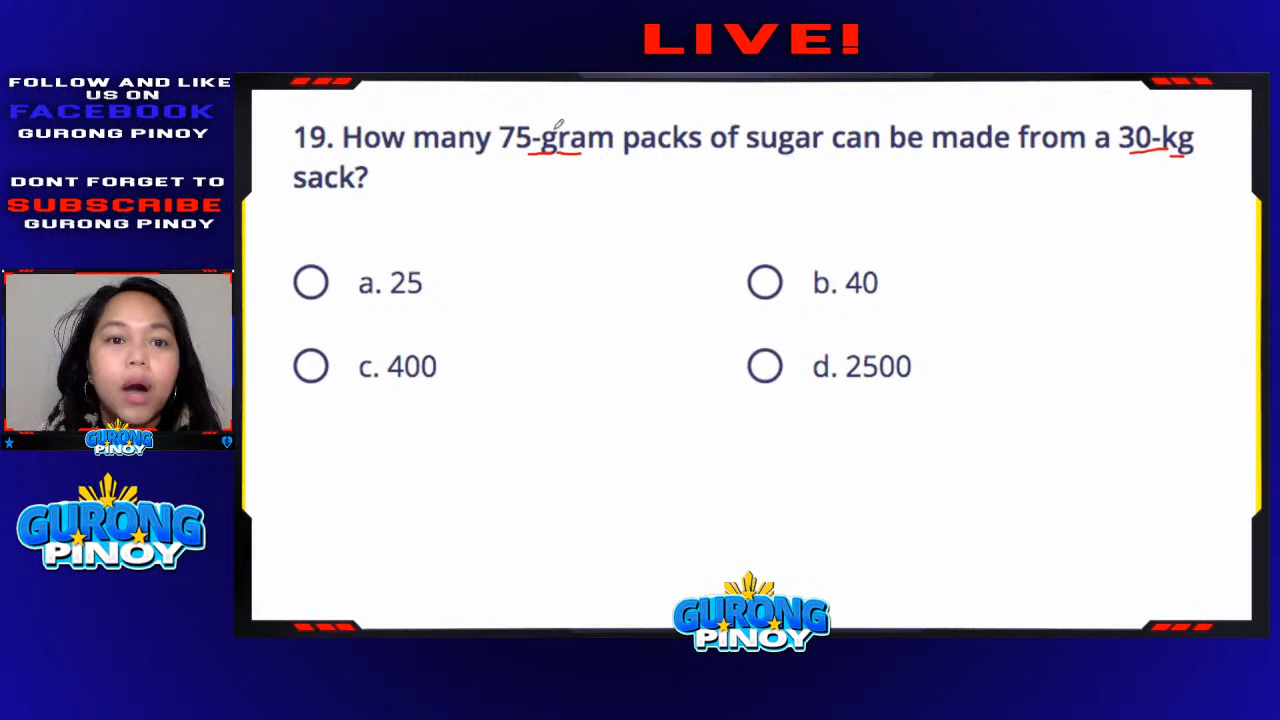 LIVE!
FOLLOW AND LIKE
US ON
FACEBOOK
GURONG PINOY
DONT FORGET TO
SUBSCRIBE
GURONG PINOY
19. How many 75-gram packs of sugar can be made from a 30-kg
sack?
a. 25
b. 40
c. 400
d. 2500
GURONG
PINOY
GURONG
PINOY
GURONG
PINOY